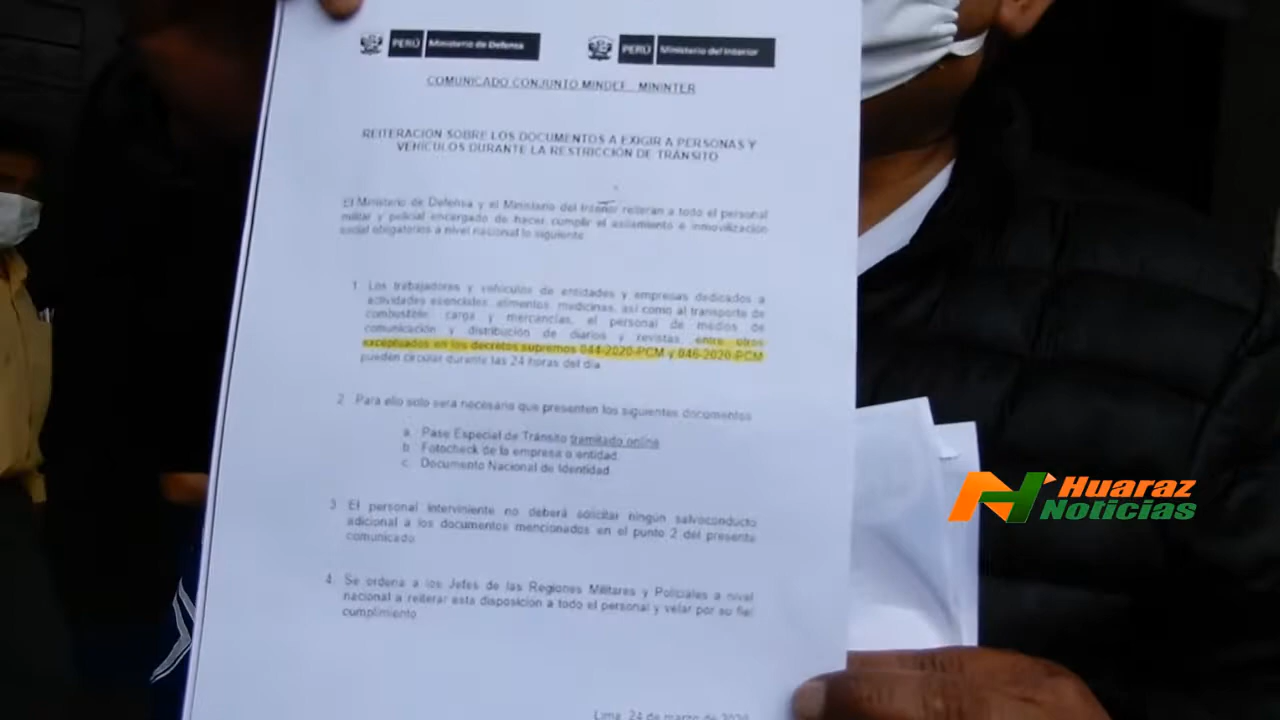 PERÚ Ministerio de Defensa
PERÚ Ministerio del Interior
COMUNICADO CONJUNTO MINDEF - MININTER
REITERACION SOBRE LOS DOCUMENTOS A EXIGIR A PERSONAS Y
VEHICULOS DURANTE LA RESTRICCIÓN DE TRÁNSITO
El Ministerio de Defensa y el Ministerio del Interior reiteran a todo el personal
militar y policial encargado de hacer cumplir el aislamiento e inmovilización
social obligatorios a nivel nacional lo siguiente
1. Los trabajadores y vehículos de entidades y empresas dedicados a
actividades esenciales: alimentos, medicinas, así como al transporte de
combustible, carga y mercancías, el personal de medios de
comunicación y distribución de diarios y revistas, entre otros
exceptuados en los decretos supremos 044-2020-PCM y 046-2020-PCM
pueden circular durante las 24 horas del día
2. Para ello solo será necesario que presenten los siguientes documentos
a. Pase Especial de Tránsito tramitado online
b. Fotocheck de la empresa o entidad.
c. Documento Nacional de Identidad.
3. El personal interviniente no deberá solicitar ningún salvoconducto
adicional a los documentos mencionados en el punto 2 del presente
comunicado.
4. Se ordena a los Jefes de las Regiones Militares y Policiales a nivel
nacional a reiterar esta disposición a todo el personal y velar por su fiel
cumplimiento
Lima, 24 de marzo de 2020
Huaraz
Noticias